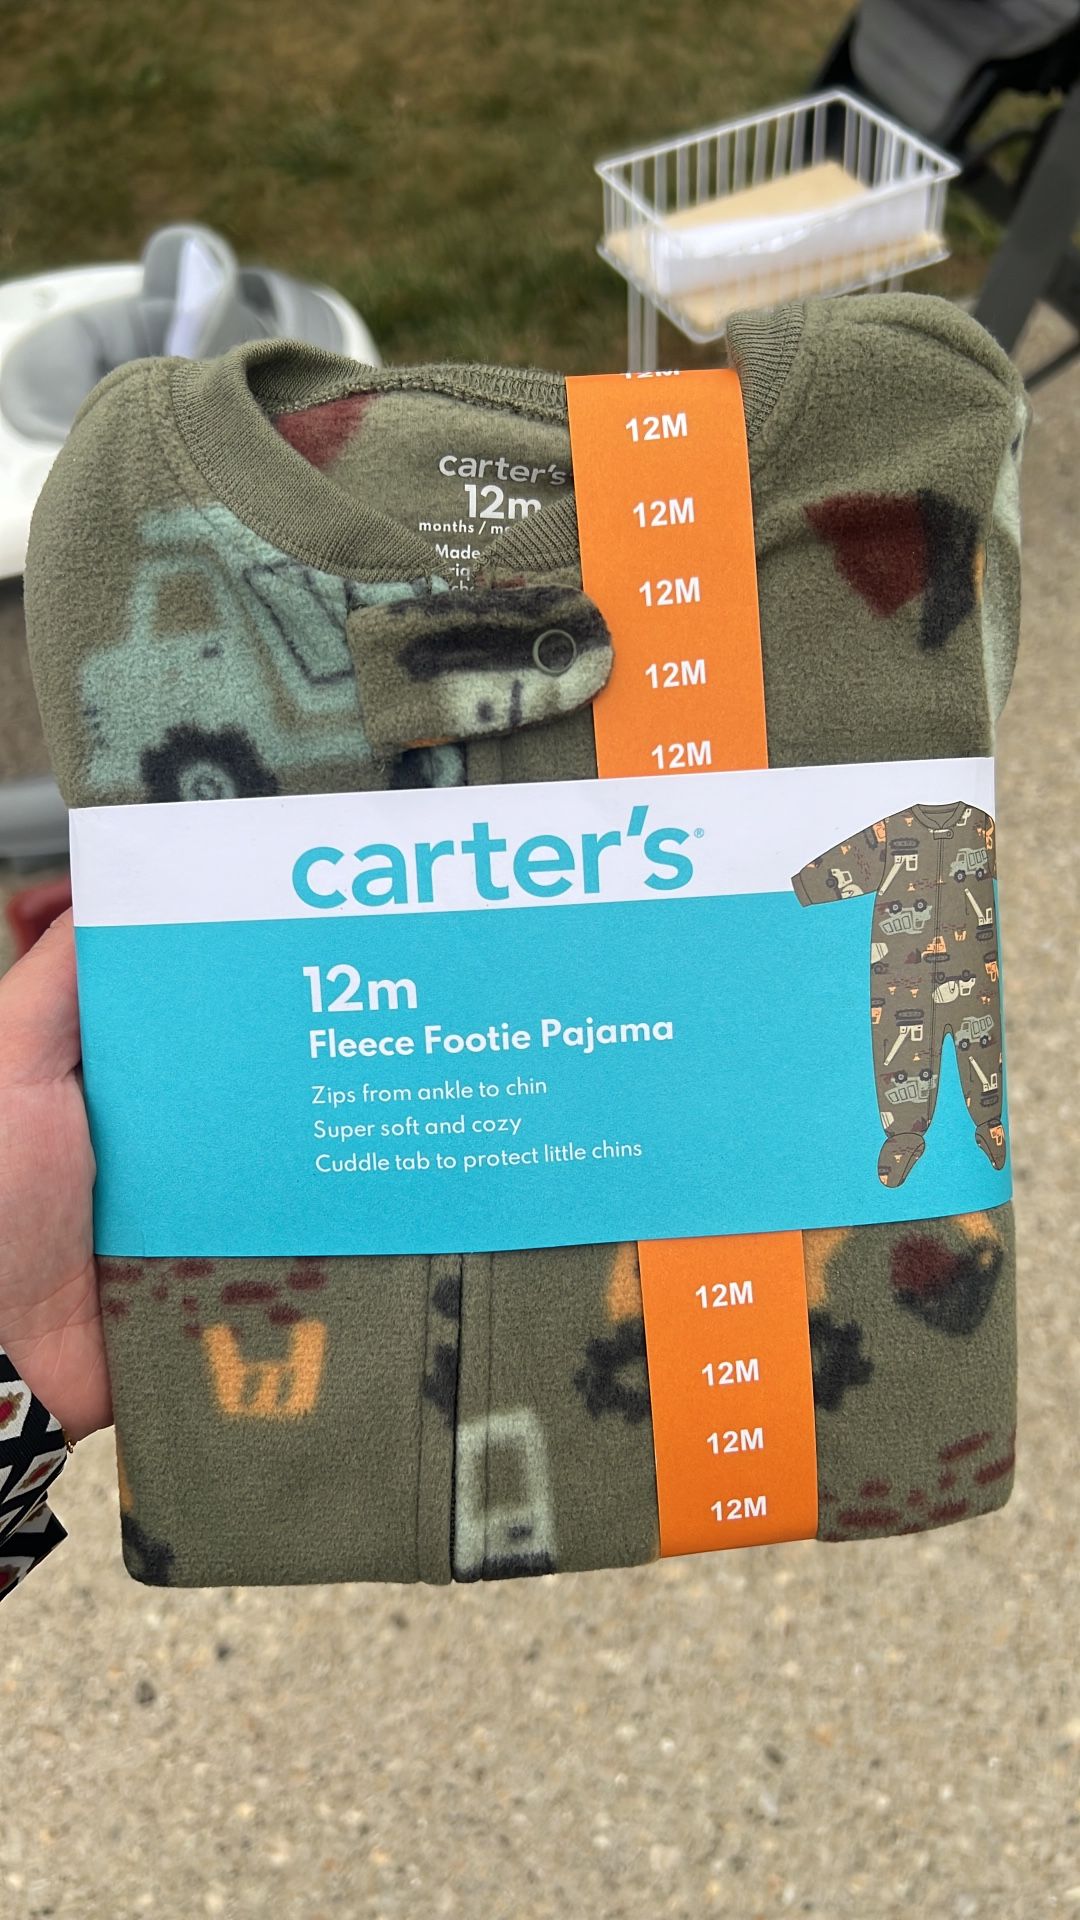 12M
12M
12M
12M
12M
12M
carter's
12m
months /
Made
carter's®
12m
Fleece Footie Pajama
Zips from ankle to chin
Super soft and cozy
Cuddle tab to protect little chins
12M
12M
12M
12M